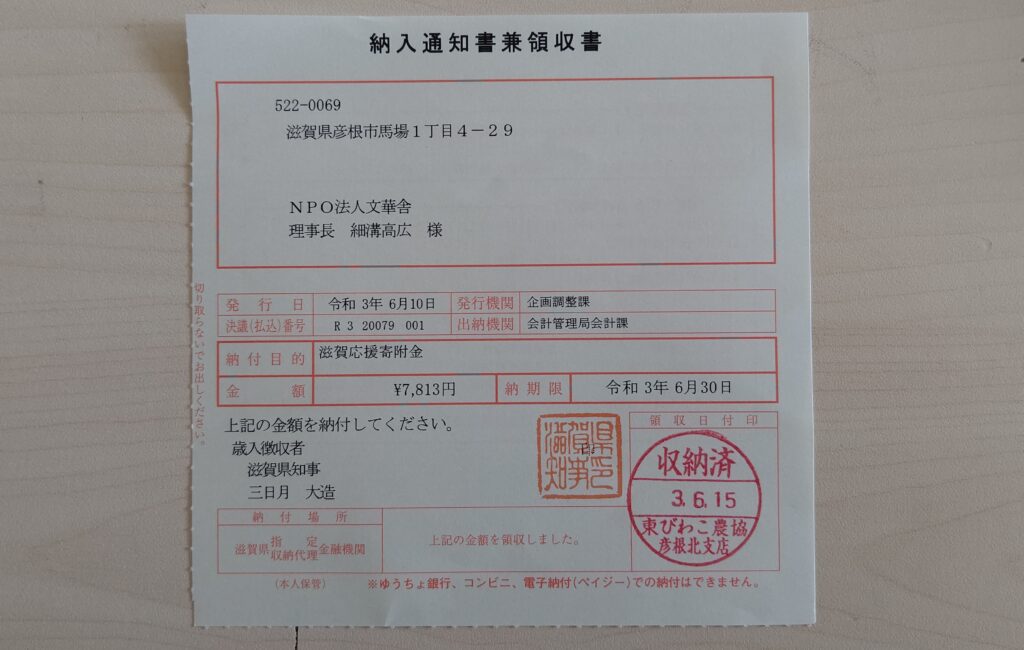 納入通知書兼領収書
522-0069
滋賀県彦根市馬場1丁目4-29
NPO法人文華舎
理事長 細溝高広 様
発行日 令和 3年 6月10日 発行機関 企画調整課
決議(払込)番号 R 3 20079 001 出納機関 会計管理局会計課
納付目的 滋賀応援寄附金
金額 ¥7,813円 納期限 令和 3年 6月30日
切り取らないでお出しください。
上記の金額を納付してください。
歳入徴収者
滋賀県知事
三日月 大造
滋賀県知事印
領収日付印
収納済
3.6.15
東びわこ農協
彦根北支店
納付場所
滋賀県 指定 金融機関
収納代理
上記の金額を領収しました。
(本人保管) ※ゆうちょ銀行、コンビニ、電子納付(ペイジー)での納付はできません。